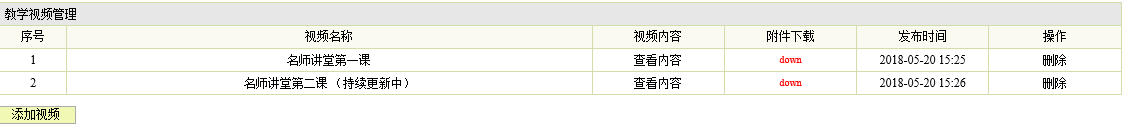 教学视频管理
序号 视频名称 视频内容 附件下载 发布时间 操作
1 名师讲堂第一课 查看内容 down 2018-05-20 15:25 删除
2 名师讲堂第二课 （持续更新中） 查看内容 down 2018-05-20 15:26 删除
添加视频